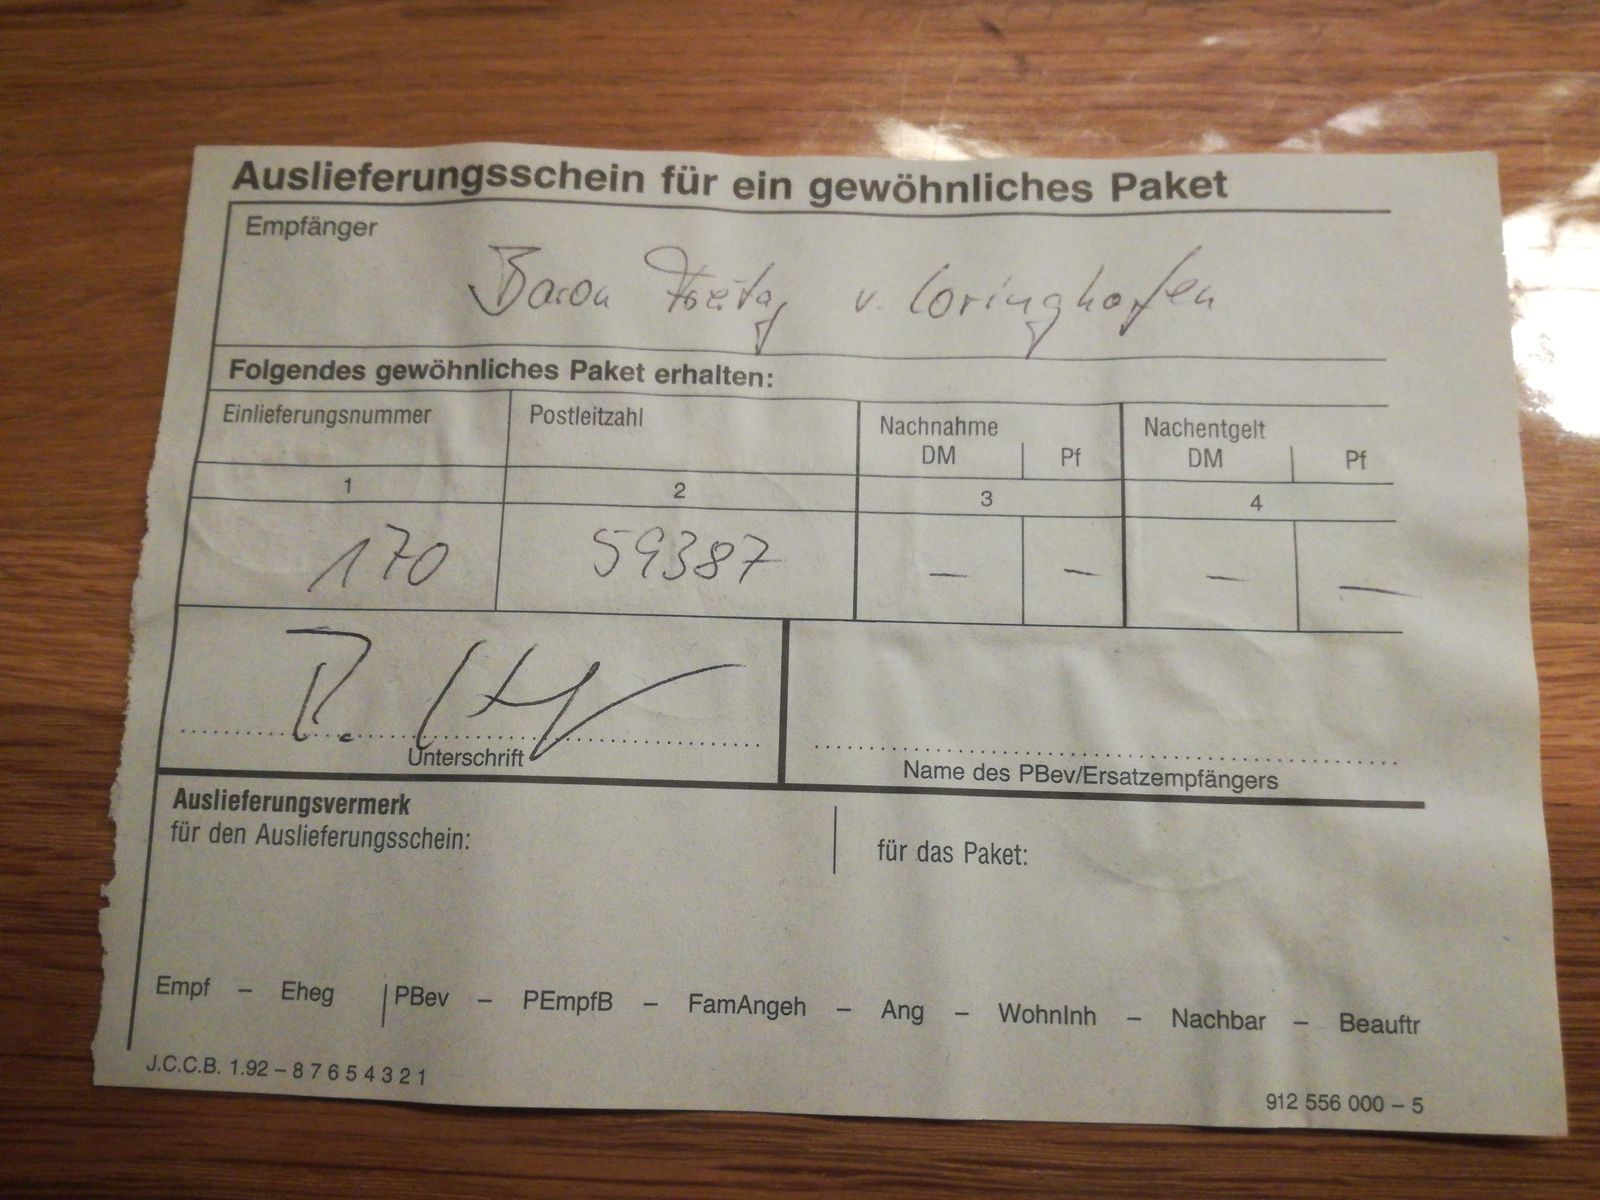 Auslieferungsschein für ein gewöhnliches Paket
Empfänger
Baron Freitag v. Loringhofen
Folgendes gewöhnliches Paket erhalten:
Einlieferungsnummer Postleitzahl Nachnahme Nachentgelt
DM Pf DM Pf
1 2 3 4
170 59387 — — — —
Unterschrift
Name des PBev/Ersatzempfängers
Auslieferungsvermerk
für den Auslieferungsschein: für das Paket:
Empf – Eheg | PBev – PEmpfB – FamAngeh – Ang – WohnInh – Nachbar – Beauftr
J.C.C.B. 1.92 – 8 7 6 5 4 3 2 1
912 556 000 – 5